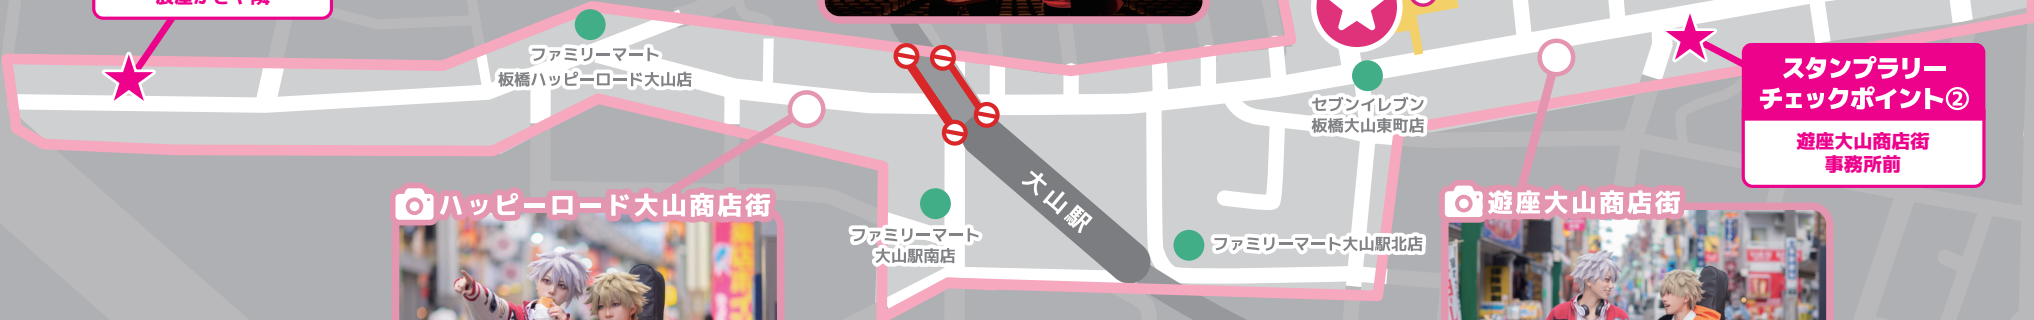 ファミリーマート
板橋ハッピーロード大山店
セブンイレブン
板橋大山東町店
スタンプラリー
チェックポイント②
遊座大山商店街
事務所前
大山駅
ハッピーロード大山商店街
遊座大山商店街
ファミリーマート
大山駅南店
ファミリーマート大山駅北店